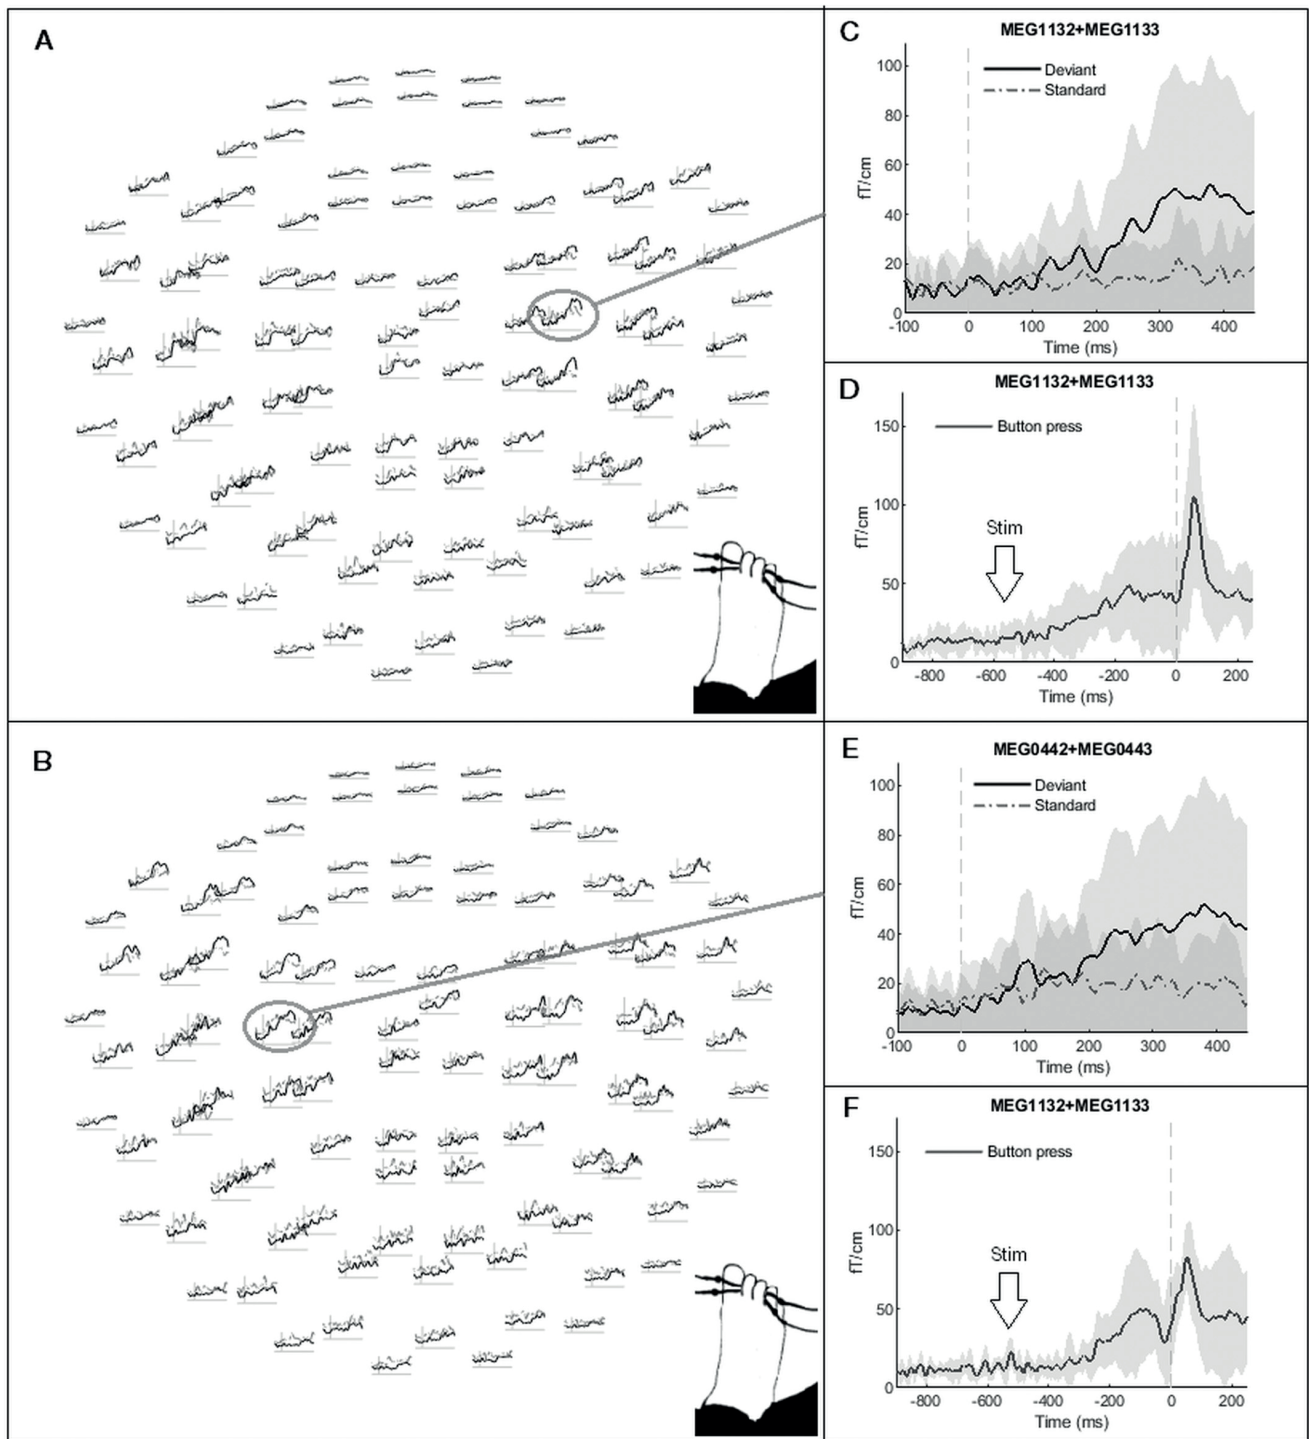 A
C
MEG1132+MEG1133
Deviant
Standard
fT/cm
100
80
60
40
20
0
-100 0 100 200 300 400
Time (ms)
D
MEG1132+MEG1133
Button press
Stim
fT/cm
150
100
50
0
-800 -600 -400 -200 0 200
Time (ms)
B
E
MEG0442+MEG0443
Deviant
Standard
fT/cm
100
80
60
40
20
0
-100 0 100 200 300 400
Time (ms)
F
MEG1132+MEG1133
Button press
Stim
fT/cm
150
100
50
0
-800 -600 -400 -200 0 200
Time (ms)